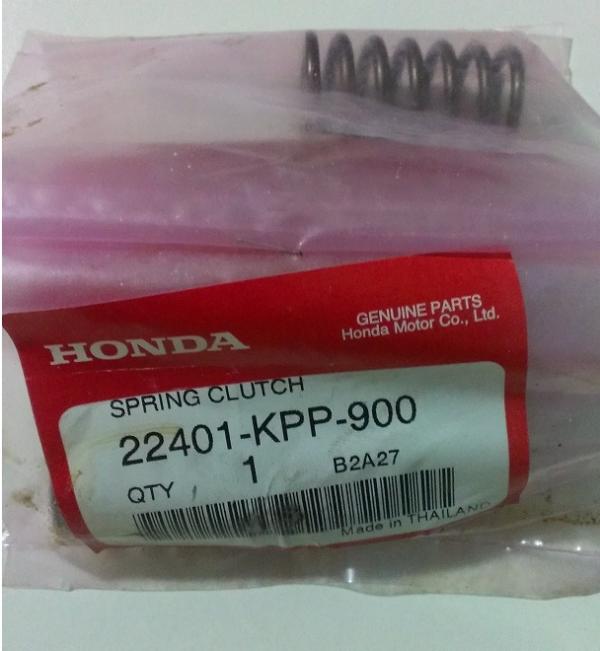 GENUINE PARTS
Honda Motor Co., Ltd.
HONDA
SPRING CLUTCH
22401-KPP-900
QTY 1 B2A27
Made in THAILAND